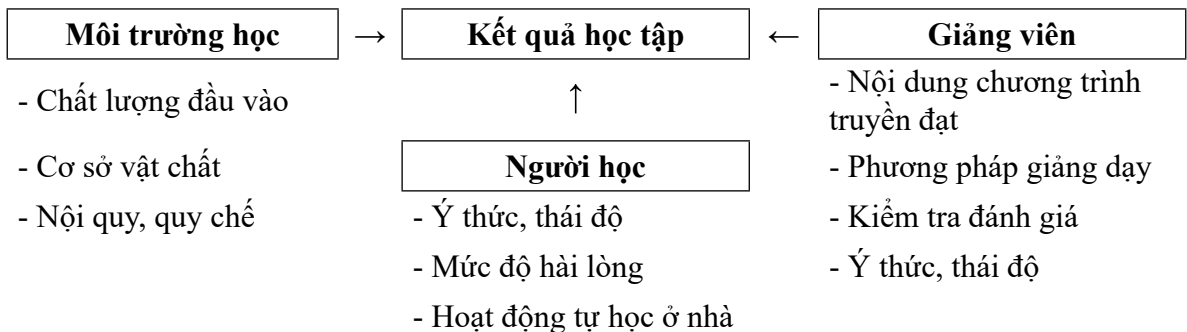 Môi trường học → Kết quả học tập ← Giảng viên
- Chất lượng đầu vào
- Cơ sở vật chất
- Nội quy, quy chế
↑
Người học
- Ý thức, thái độ
- Mức độ hài lòng
- Hoạt động tự học ở nhà
- Nội dung chương trình
truyền đạt
- Phương pháp giảng dạy
- Kiểm tra đánh giá
- Ý thức, thái độ